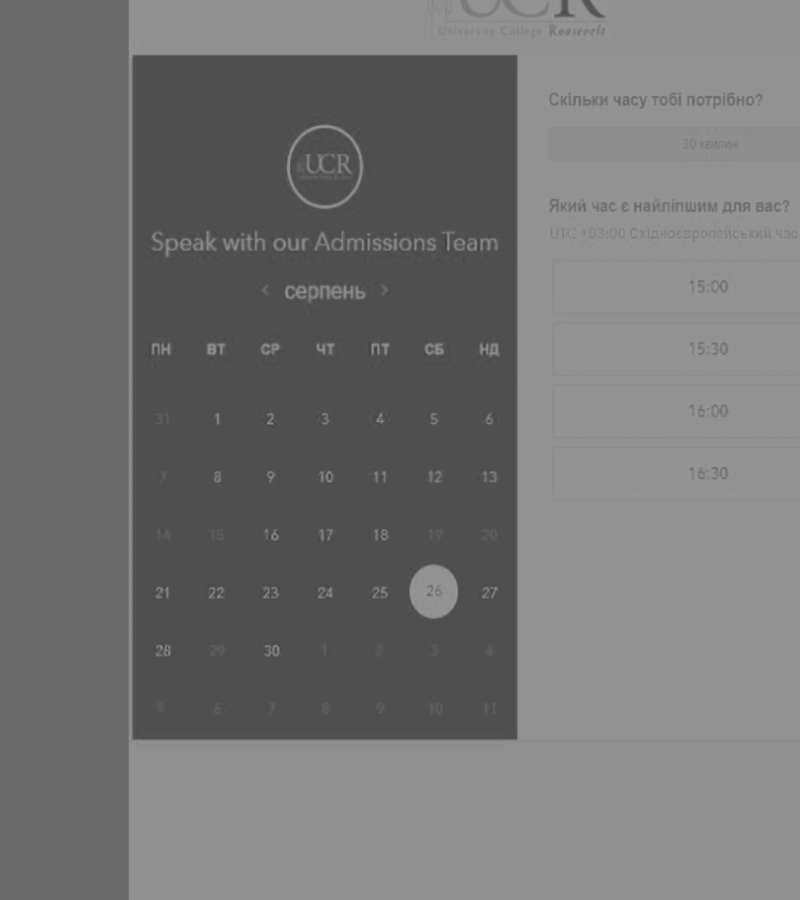 UCR
University College Roosevelt
UCR
Speak with our Admissions Team
‹ серпень ›
ПН ВТ СР ЧТ ПТ СБ НД
31 1 2 3 4 5 6
7 8 9 10 11 12 13
14 15 16 17 18 19 20
21 22 23 24 25 26 27
28 29 30 1 2 3 4
5 6 7 8 9 10 11
Скільки часу тобі потрібно?
30 хвилин
Який час є найліпшим для вас?
UTC +03:00 Східноєвропейський час
15:00
15:30
16:00
16:30